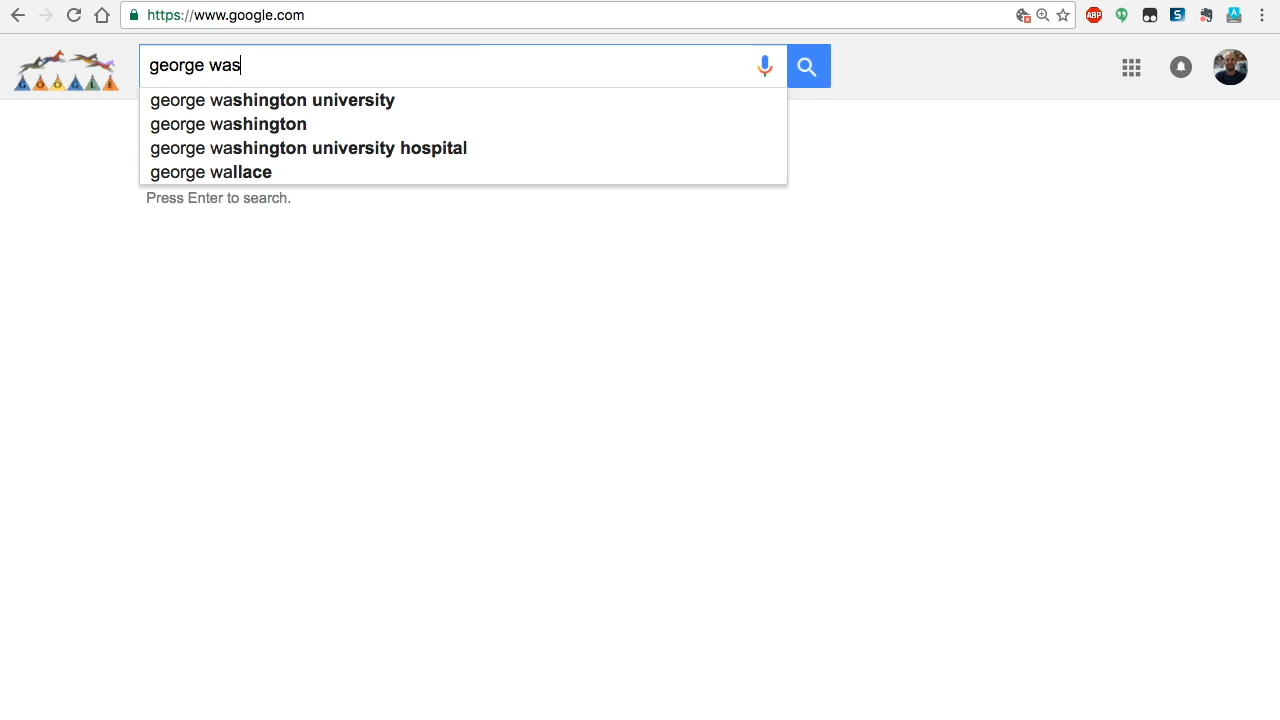 https://www.google.com
ABP
S
GOOGLE
george was
george washington university
george washington
george washington university hospital
george wallace
Press Enter to search.